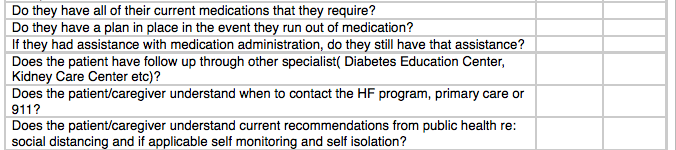 Do they have all of their current medications that they require?
Do they have a plan in place in the event they run out of medication?
If they had assistance with medication administration, do they still have that assistance?
Does the patient have follow up through other specialist( Diabetes Education Center,
Kidney Care Center etc)?
Does the patient/caregiver understand when to contact the HF program, primary care or
911?
Does the patient/caregiver understand current recommendations from public health re:
social distancing and if applicable self monitoring and self isolation?